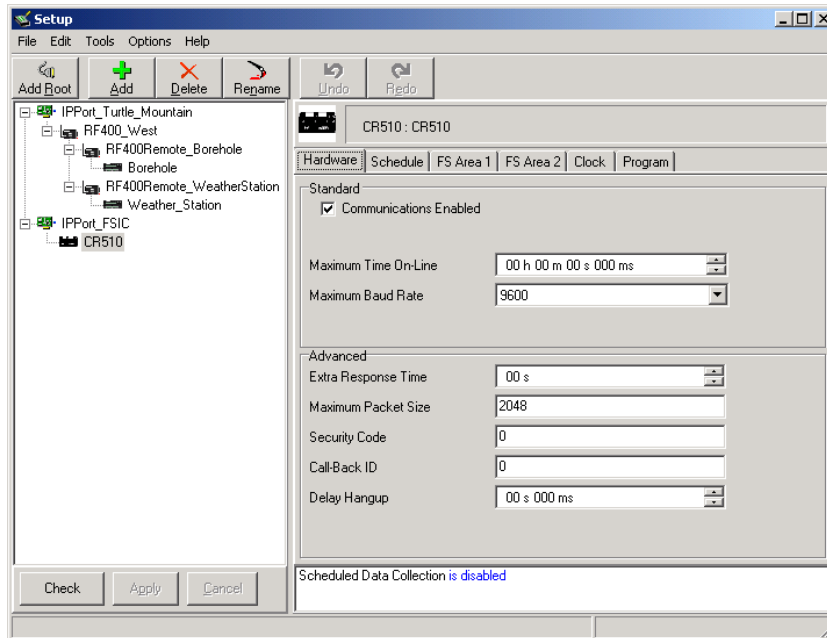 Setup
File Edit Tools Options Help
Add Root Add Delete Rename Undo Redo
IPPort_Turtle_Mountain
RF400_West
RF400Remote_Borehole
Borehole
RF400Remote_WeatherStation
Weather_Station
IPPort_FSIC
CR510
Check Apply Cancel
CR510 : CR510
Hardware Schedule FS Area 1 FS Area 2 Clock Program
Standard
Communications Enabled
Maximum Time On-Line 00 h 00 m 00 s 000 ms
Maximum Baud Rate 9600
Advanced
Extra Response Time 00 s
Maximum Packet Size 2048
Security Code 0
Call-Back ID 0
Delay Hangup 00 s 000 ms
Scheduled Data Collection is disabled